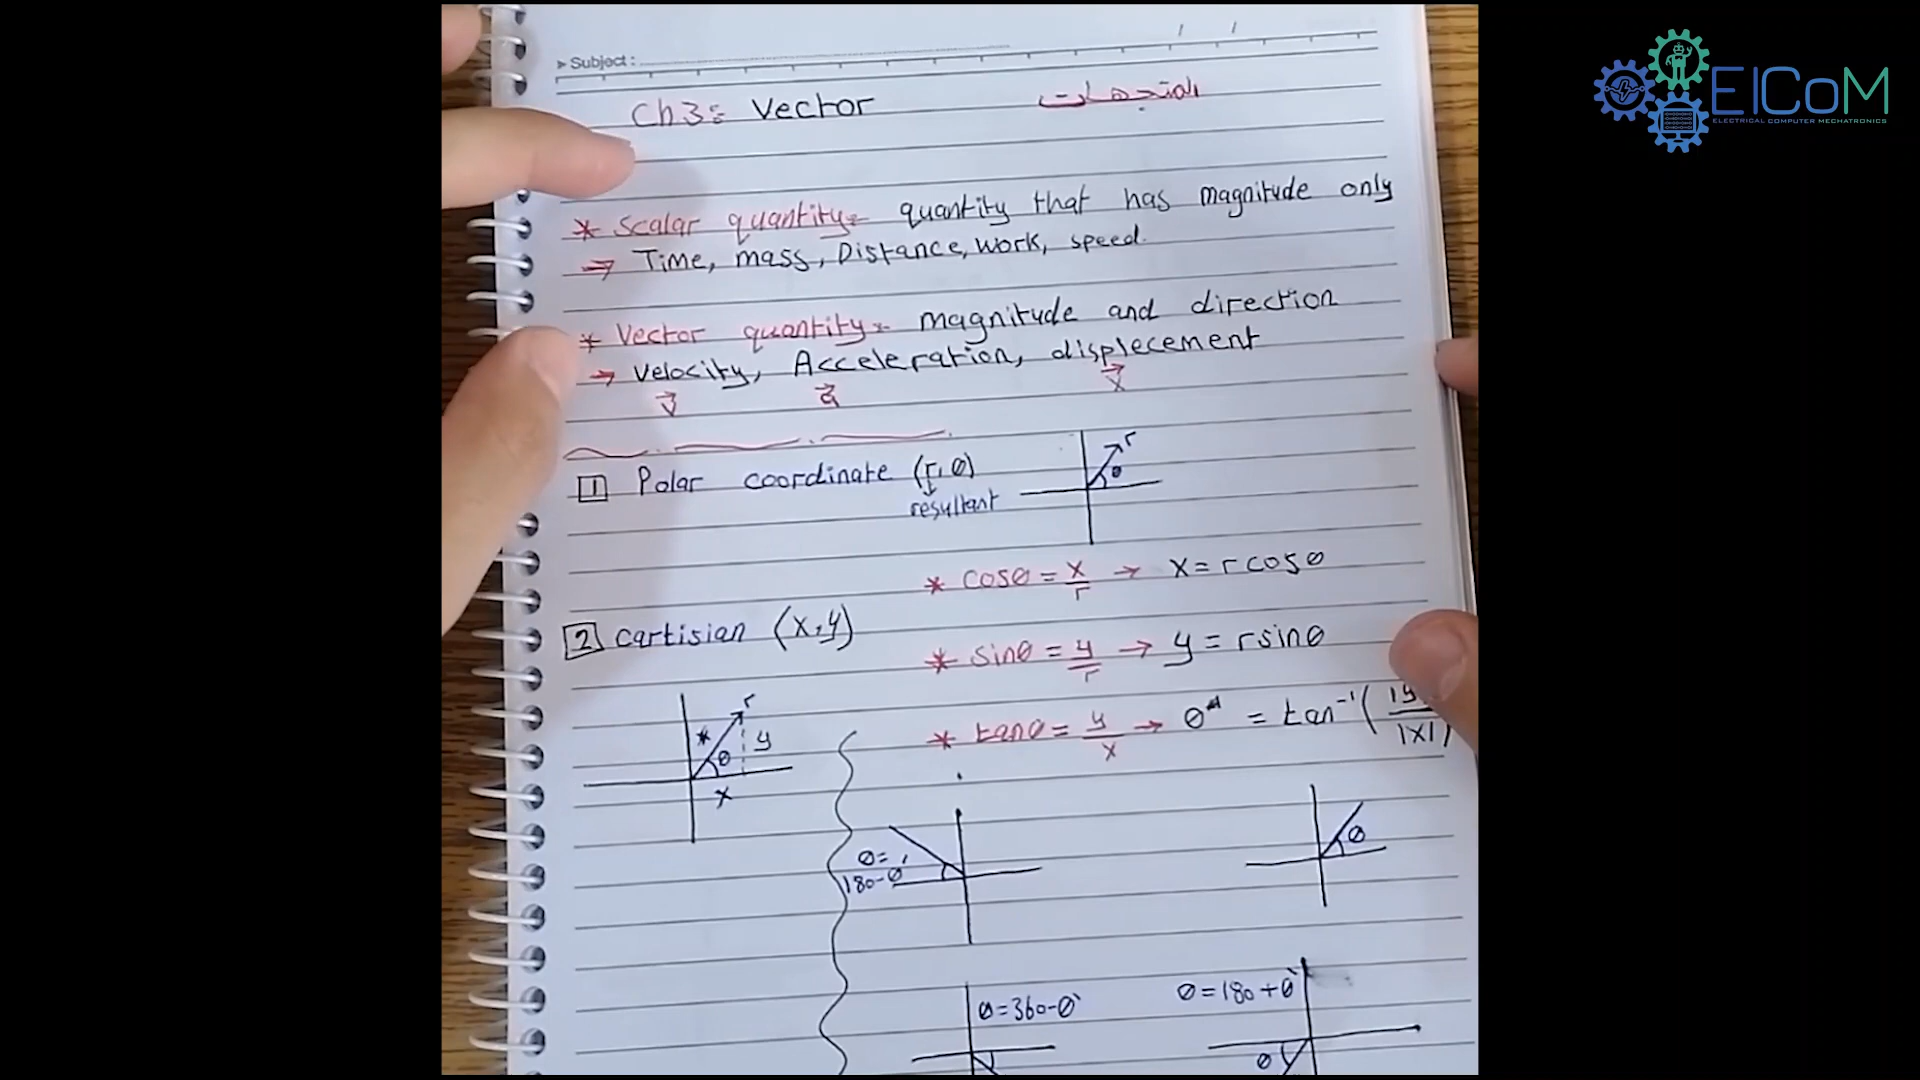 Subject:
Ch3: Vector المتجهات
* Scalar quantity: quantity that has magnitude only
→ Time, mass, Distance, work, speed.
* Vector quantity: magnitude and direction
→ Velocity, Acceleration, displecement
v⃗ a⃗ x⃗
1 Polar coordinate (r, θ)
resultant
r
θ
* cosθ = x/r → x = r cosθ
2 cartisian (x, y)
* sinθ = y/r → y = r sinθ
* tanθ = y/x → θ = tan⁻¹(|y|/|x|)
r
y
θ
x
θ =
180-θ
θ
θ = 360-θ`
θ = 180+θ`
θ
ElCoM
ELECTRICAL COMPUTER MECHATRONICS